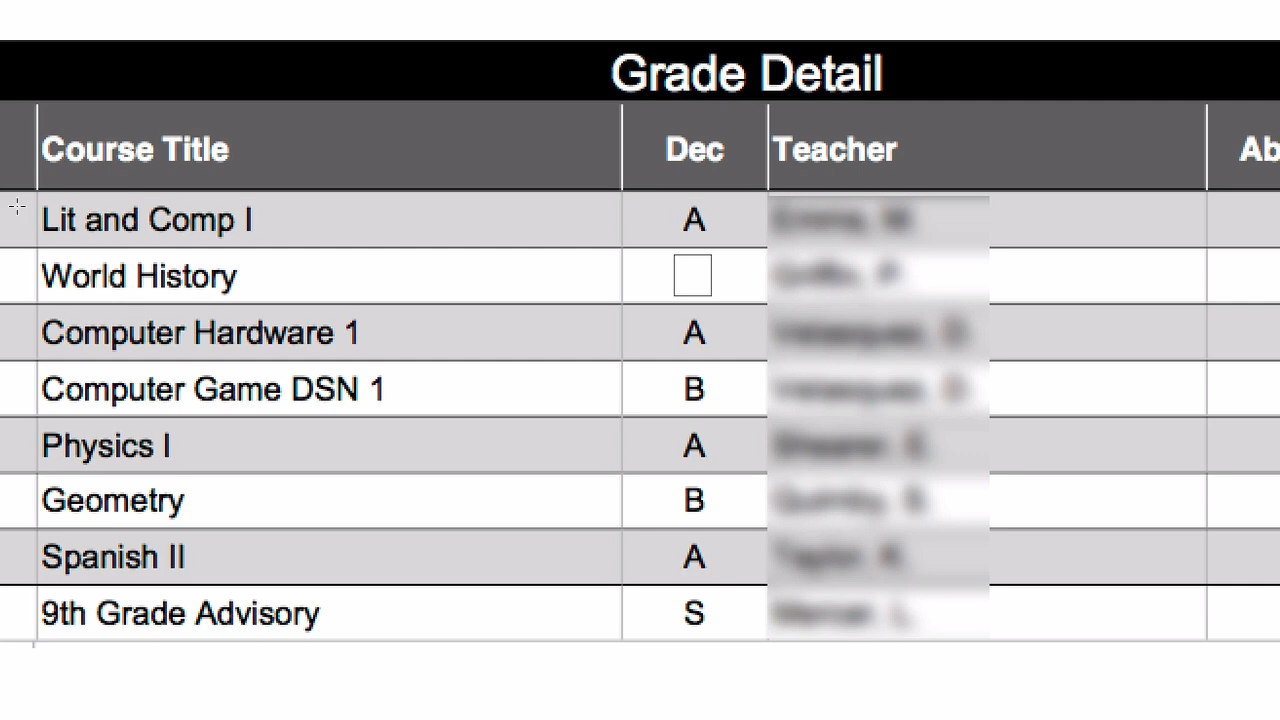 Grade Detail
Course Title Dec Teacher Ab
Lit and Comp I A
World History
Computer Hardware 1 A
Computer Game DSN 1 B
Physics I A
Geometry B
Spanish II A
9th Grade Advisory S